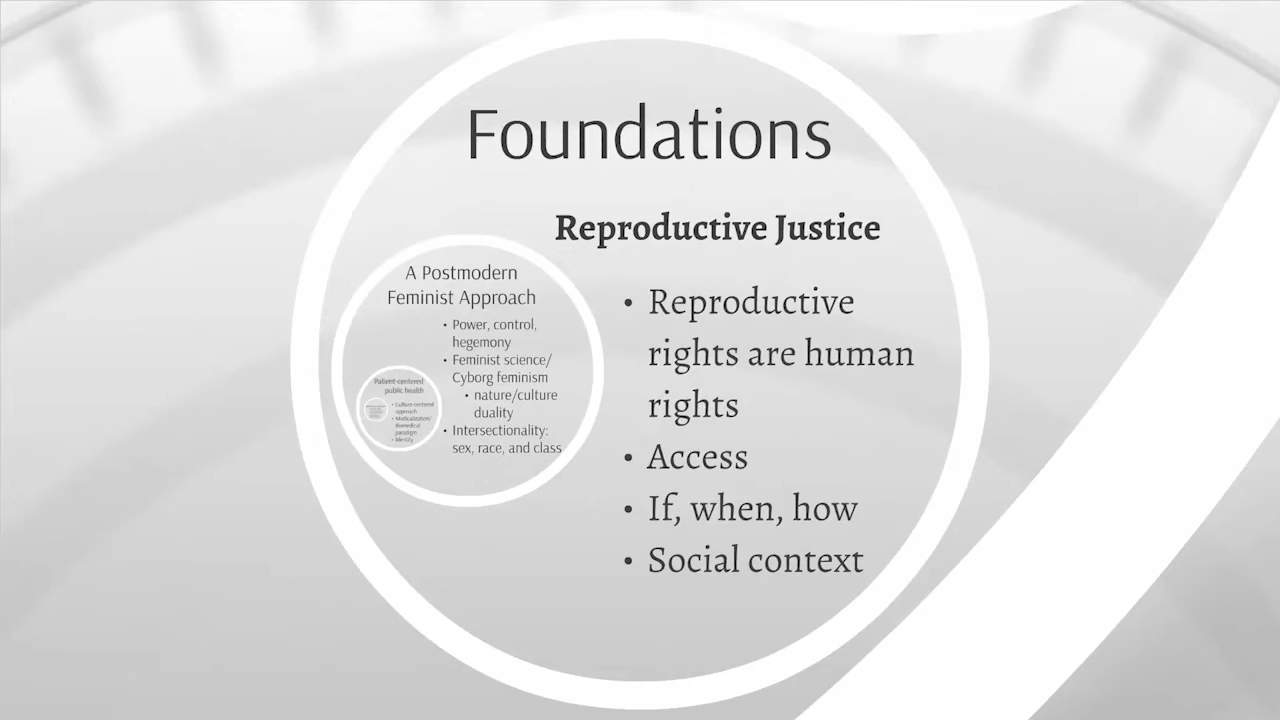 Foundations
Reproductive Justice
• Reproductive
rights are human
rights
• Access
• If, when, how
• Social context
A Postmodern
Feminist Approach
• Power, control,
hegemony
• Feminist science/
Cyborg feminism
• nature/culture
duality
• Intersectionality:
sex, race, and class
Patient-centered
public health
• Culture-centered
approach
• Medicalization/
Biomedical
paradigm
• Identity